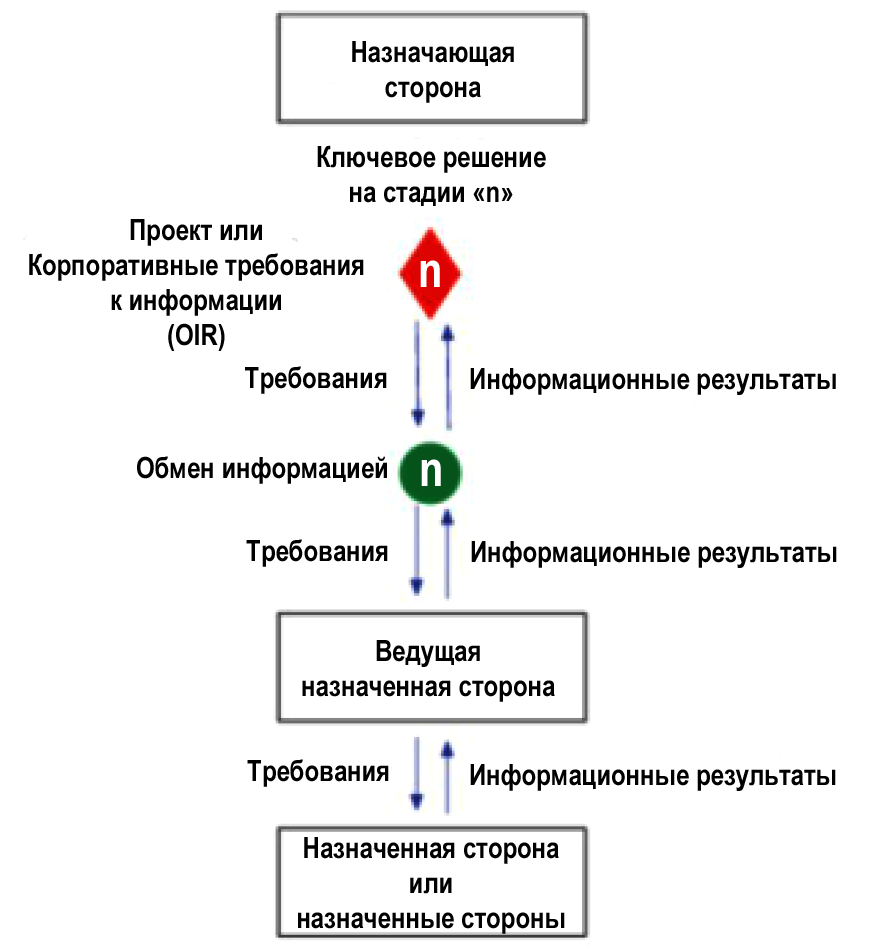 Назначающая
сторона
Ключевое решение
на стадии «n»
Проект или
Корпоративные требования
к информации
(OIR)
n
Требования
Информационные результаты
Обмен информацией
n
Требования
Информационные результаты
Ведущая
назначенная сторона
Требования
Информационные результаты
Назначенная сторона
или
назначенные стороны